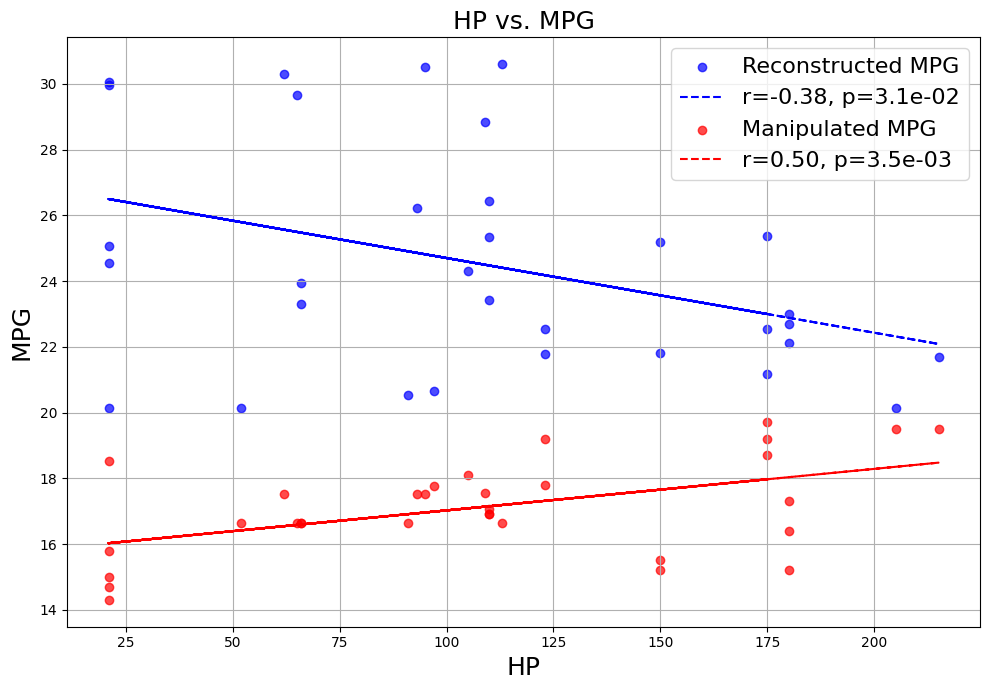 HP vs. MPG
Reconstructed MPG
r=-0.38, p=3.1e-02
Manipulated MPG
r=0.50, p=3.5e-03
MPG
30
28
26
24
22
20
18
16
14
25
50
75
100
125
150
175
200
HP